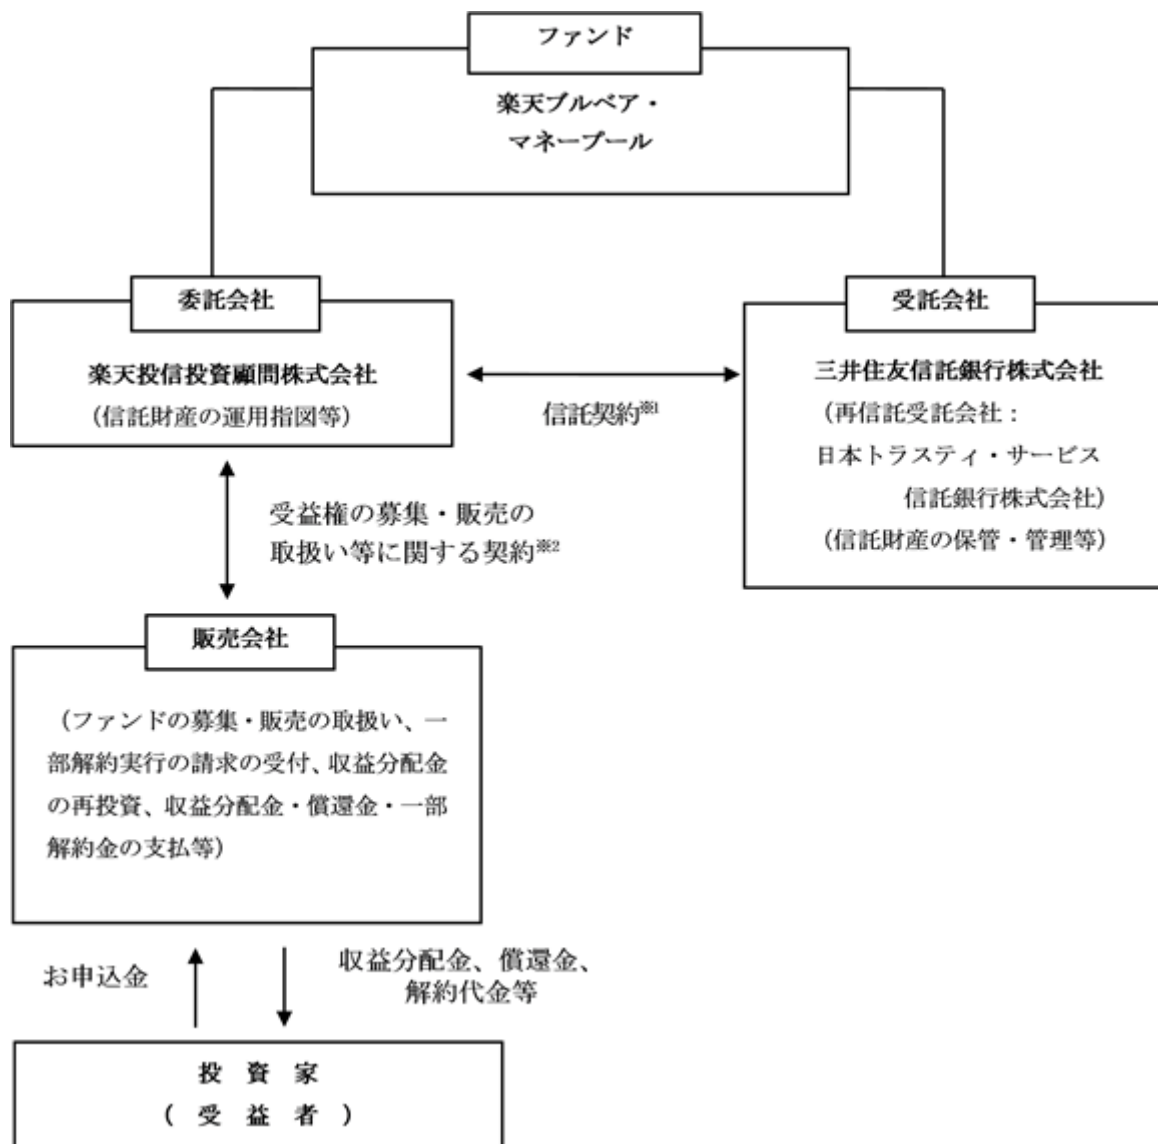 ファンド
楽天ブルベア・
マネープール
委託会社
楽天投信投資顧問株式会社
（信託財産の運用指図等）
信託契約※1
受託会社
三井住友信託銀行株式会社
（再信託受託会社：
日本トラスティ・サービス
信託銀行株式会社）
（信託財産の保管・管理等）
受益権の募集・販売の
取扱い等に関する契約※2
販売会社
（ファンドの募集・販売の取扱い、一
部解約実行の請求の受付、収益分配金
の再投資、収益分配金・償還金・一部
解約金の支払等）
お申込金
収益分配金、償還金、
解約代金等
投　資　家
（　受　益　者　）